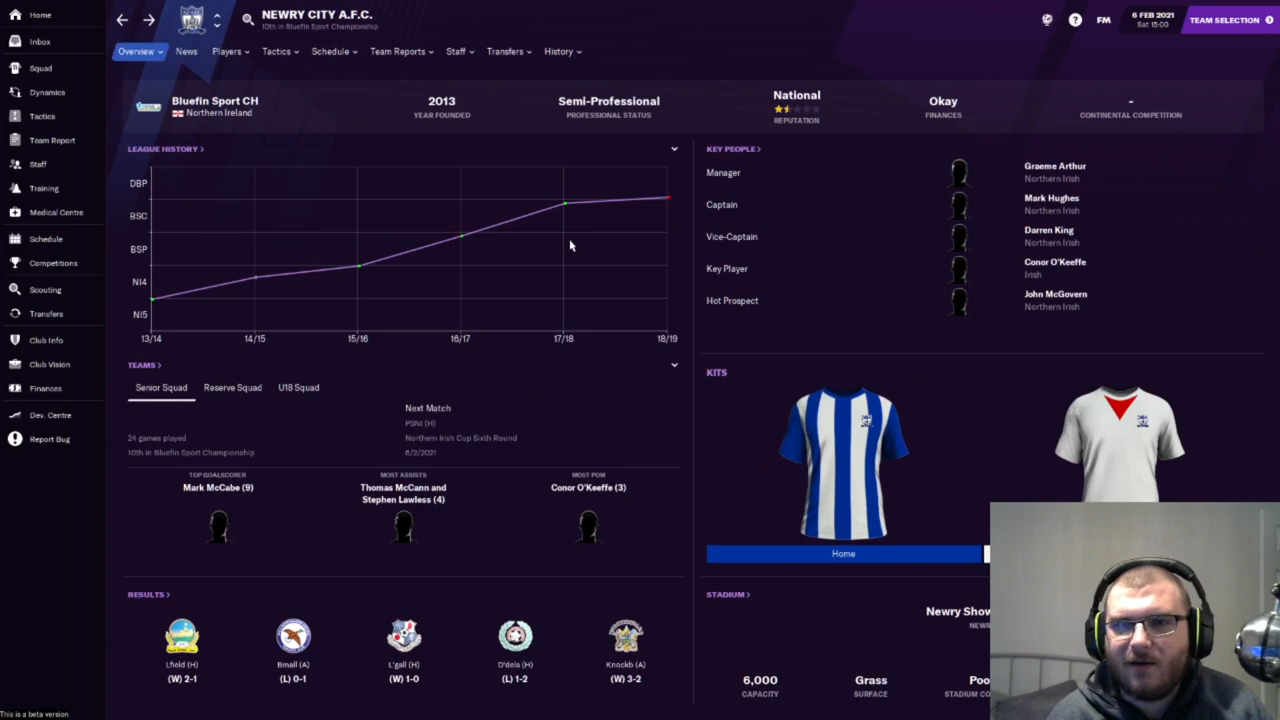 Home
Inbox
Squad
Dynamics
Tactics
Team Report
Staff
Training
Medical Centre
Schedule
Competitions
Scouting
Transfers
Club Info
Club Vision
Finances
Dev. Centre
Report Bug
This is a beta version
NEWRY CITY A.F.C.
10th in Bluefin Sport Championship
?
FM
6 FEB 2021
Sat 15:00
TEAM SELECTION
Overview
News
Players
Tactics
Schedule
Team Reports
Staff
Transfers
History
Bluefin Sport CH
Northern Ireland
2013
YEAR FOUNDED
Semi-Professional
PROFESSIONAL STATUS
National
REPUTATION
Okay
FINANCES
-
CONTINENTAL COMPETITION
LEAGUE HISTORY >
DBP
BSC
BSP
NI4
NI5
13/14 14/15 15/16 16/17 17/18 18/19
TEAMS >
Senior Squad Reserve Squad U18 Squad
Next Match
PSNI (H)
24 games played Northern Irish Cup Sixth Round
10th in Bluefin Sport Championship 6/2/2021
TOP GOALSCORER
Mark McCabe (9)
MOST ASSISTS
Thomas McCann and
Stephen Lawless (4)
MOST POM
Conor O'Keeffe (3)
RESULTS >
Lfield (H) Bmall (A) L'gall (H) D'dela (H) Knockb (A)
(W) 2-1 (L) 0-1 (W) 1-0 (L) 1-2 (W) 3-2
KEY PEOPLE >
Manager
Graeme Arthur
Northern Irish
Captain
Mark Hughes
Northern Irish
Vice-Captain
Darren King
Northern Irish
Key Player
Conor O'Keeffe
Irish
Hot Prospect
John McGovern
Northern Irish
KITS
Home
STADIUM >
Newry Show
NEWR
6,000
CAPACITY
Grass
SURFACE
Poo
STADIUM CO